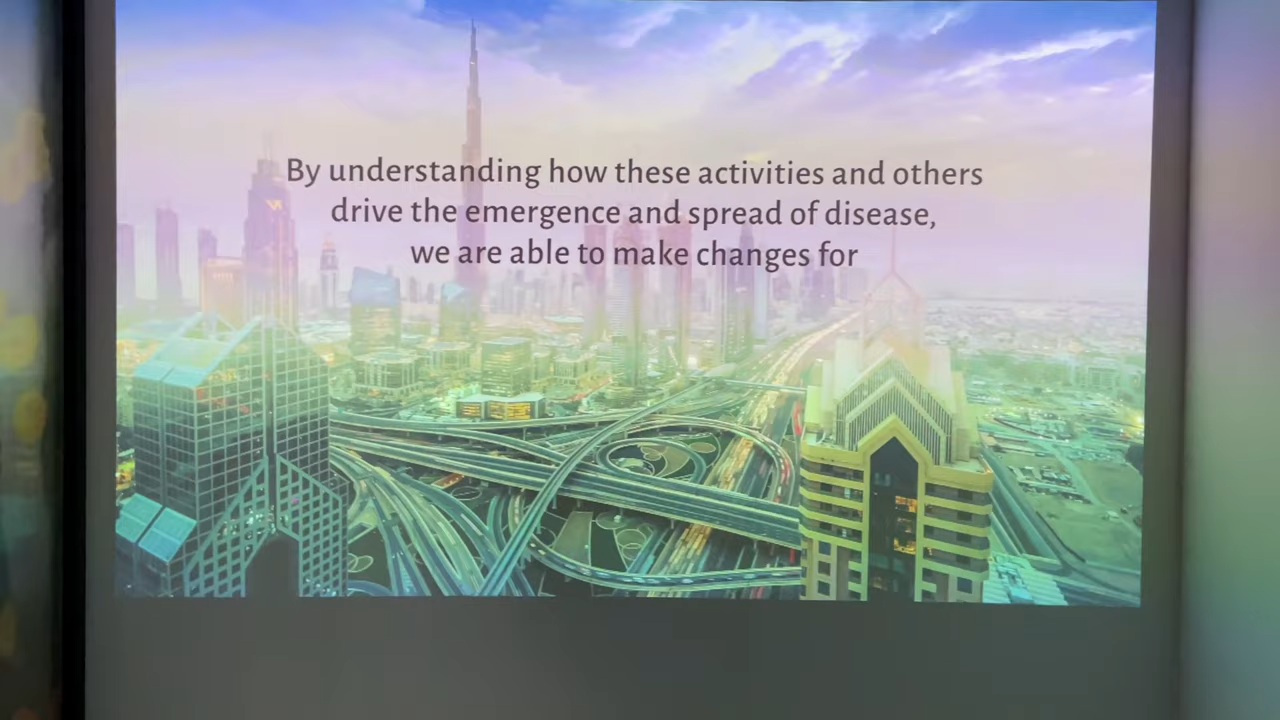 By understanding how these activities and others
drive the emergence and spread of disease,
we are able to make changes for